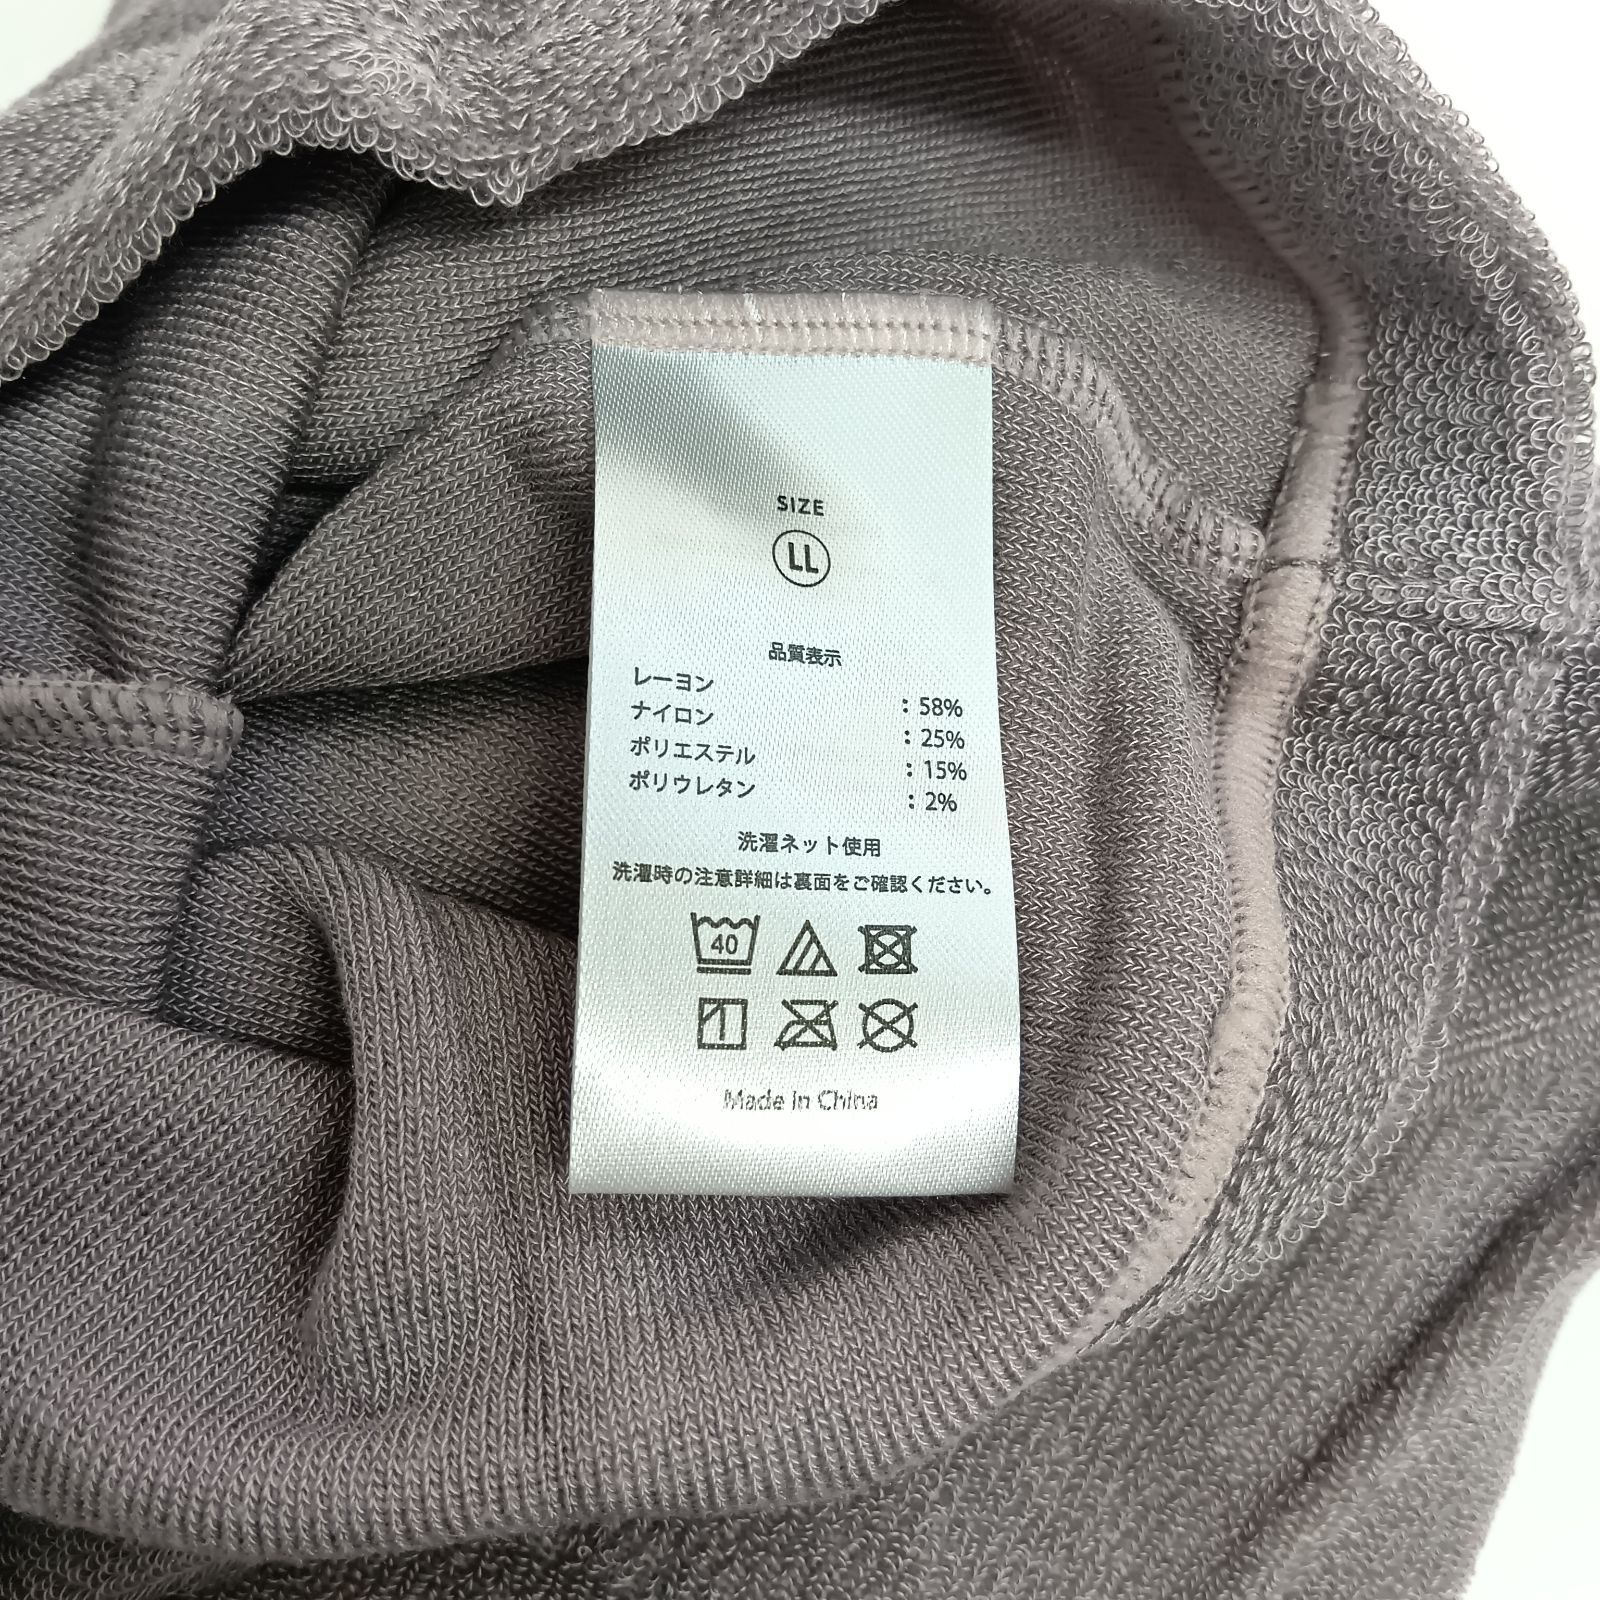 SIZE
LL
品質表示
レーヨン : 58%
ナイロン : 25%
ポリエステル : 15%
ポリウレタン : 2%
洗濯ネット使用
洗濯時の注意詳細は裏面をご確認ください。
40
Made In China